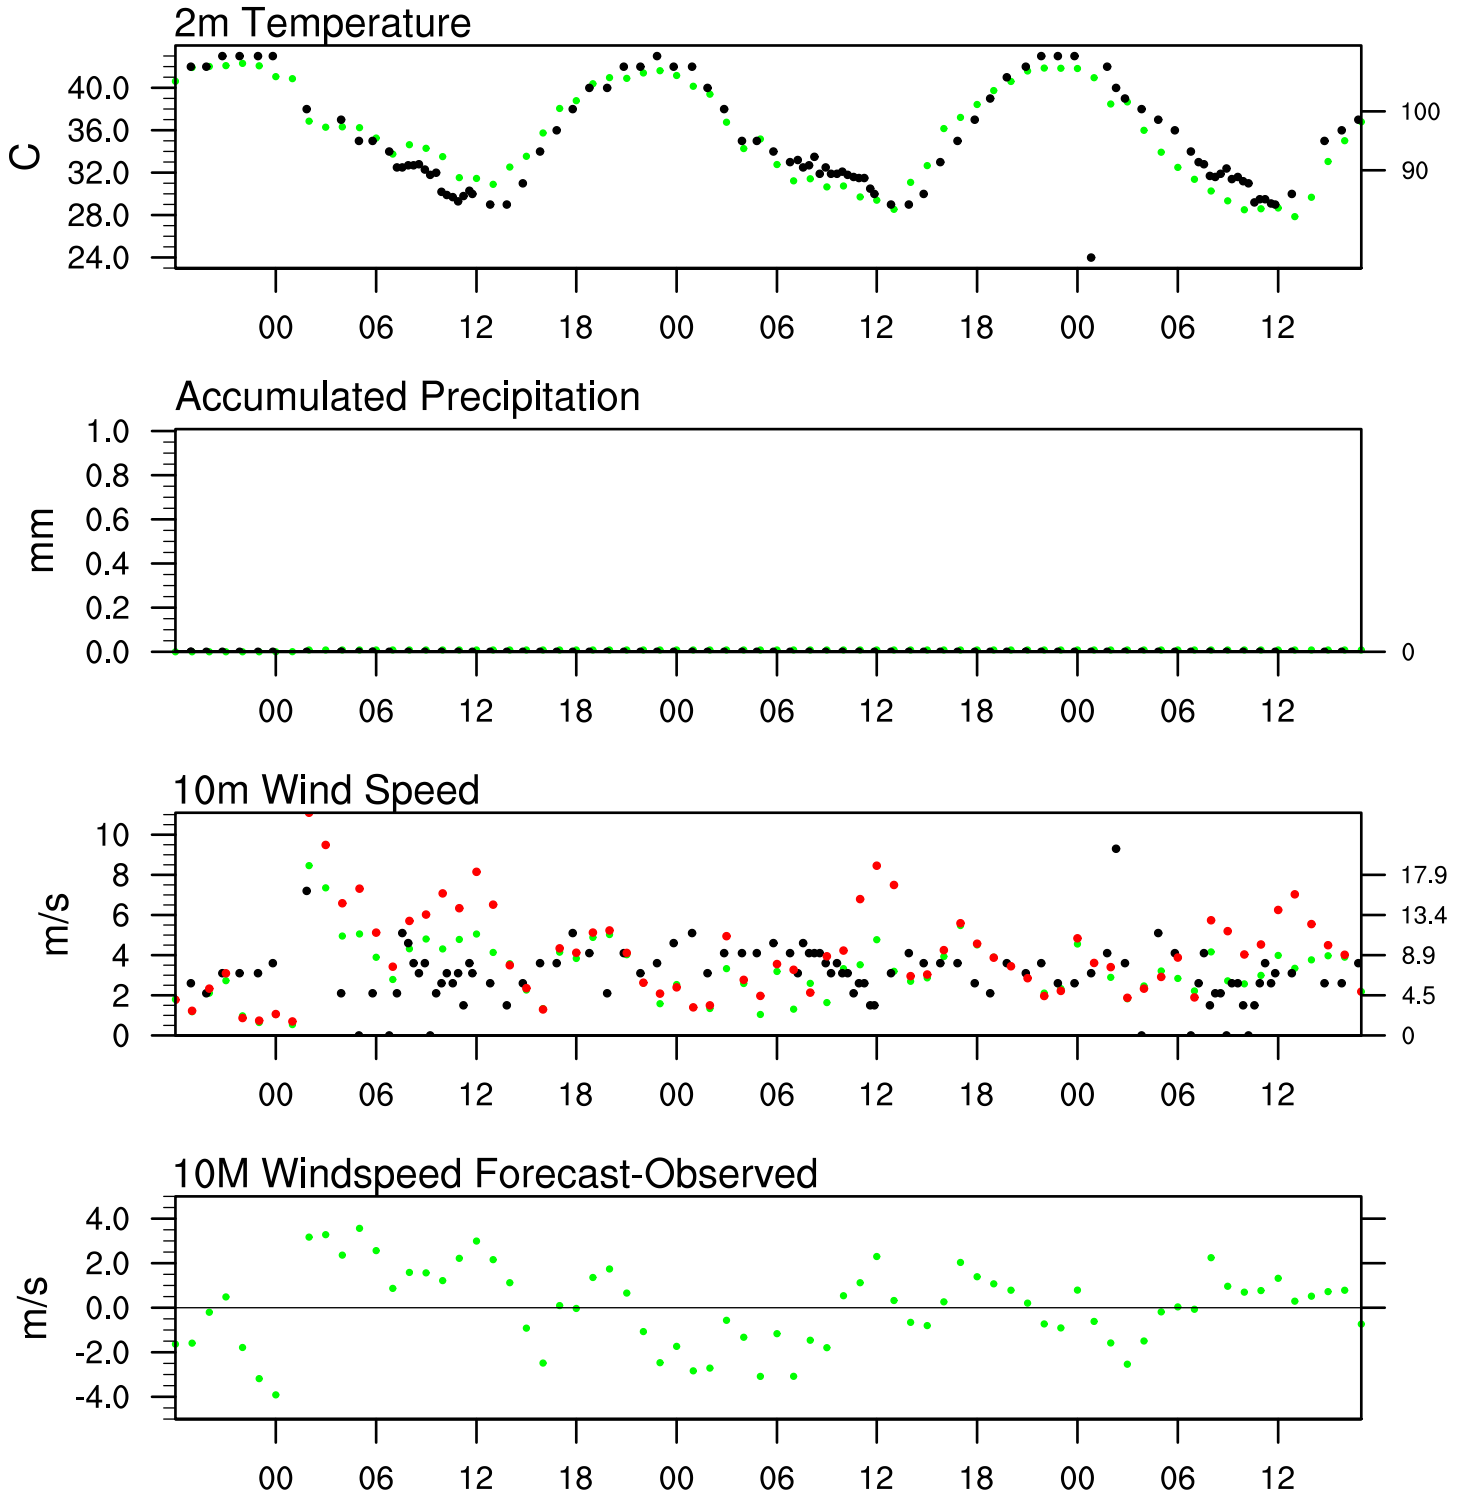 2m Temperature
C
40.0
36.0
32.0
28.0
24.0
100
90
00 06 12 18 00 06 12 18 00 06 12
Accumulated Precipitation
mm
1.0
0.8
0.6
0.4
0.2
0.0
0
00 06 12 18 00 06 12 18 00 06 12
10m Wind Speed
m/s
10
8
6
4
2
0
17.9
13.4
8.9
4.5
0
00 06 12 18 00 06 12 18 00 06 12
10M Windspeed Forecast-Observed
m/s
4.0
2.0
0.0
-2.0
-4.0
00 06 12 18 00 06 12 18 00 06 12